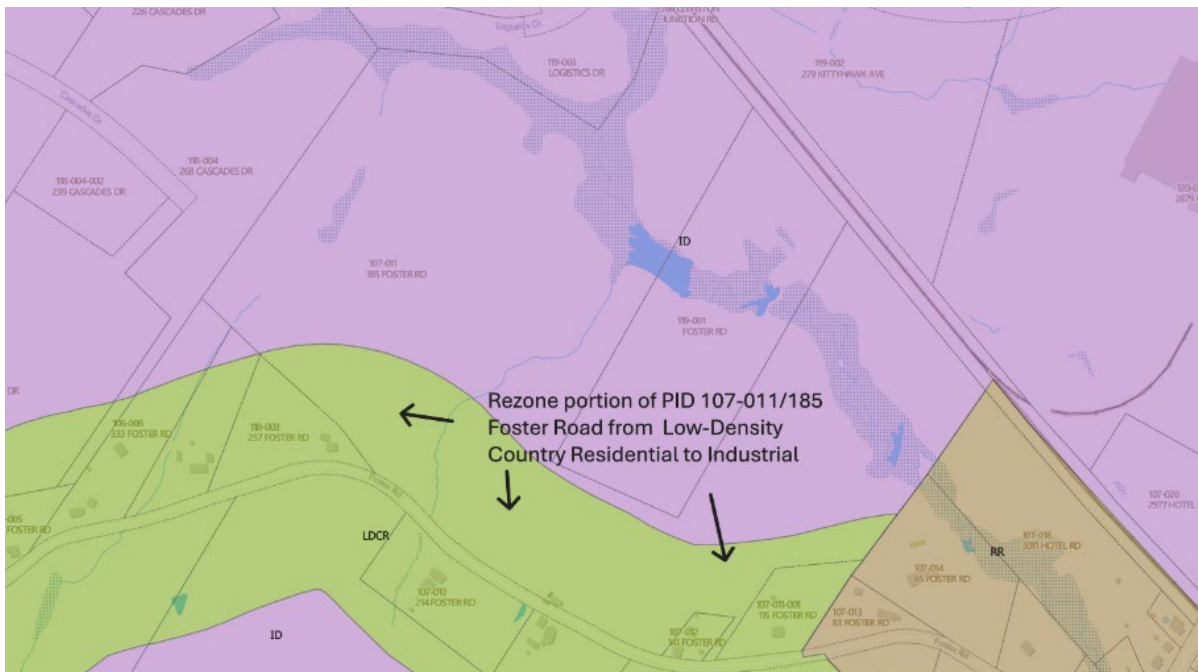 226 CASCADES DR
Logistics Dr
JUNCTION RD
119-003
LOGISTICS DR
119-002
279 KITTYHAWK AVE
Cascades Dr
118-004
268 CASCADES DR
118-004-002
239 CASCADES DR
ID
107-011
185 FOSTER RD
119-001
FOSTER RD
DR
Rezone portion of PID 107-011/185
Foster Road from Low-Density
Country Residential to Industrial
106-006
333 FOSTER RD
118-003
257 FOSTER RD
Foster Rd
107-020
2977 HOTEL
-005
FOSTER RD
LDCR
107-018
3011 HOTEL RD
RR
107-014
65 FOSTER RD
107-010
214 FOSTER RD
107-011-001
115 FOSTER RD
107-013
93 FOSTER RD
107-012
141 FOSTER RD
ID
Foster Rd